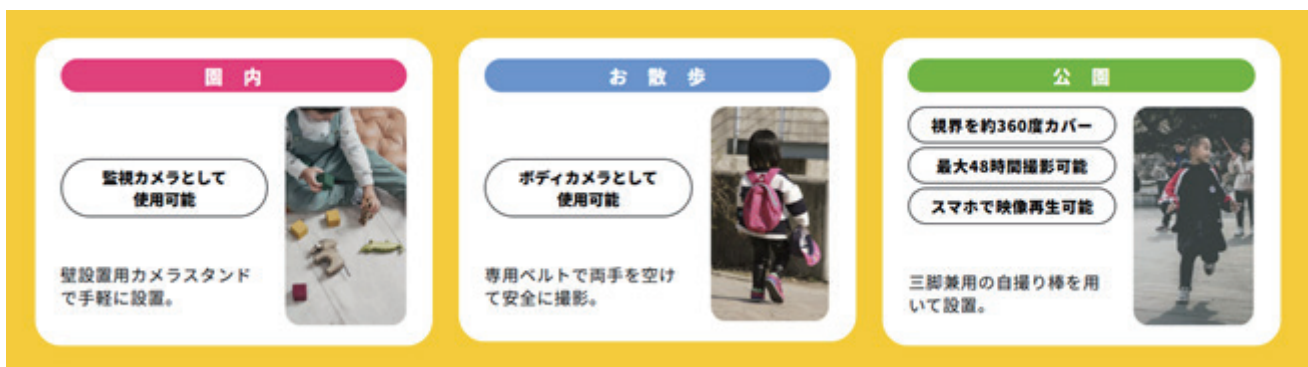 園 内
監視カメラとして
使用可能
壁設置用カメラスタンド
で手軽に設置。
お 散 歩
ボディカメラとして
使用可能
専用ベルトで両手を空け
て安全に撮影。
公 園
視界を約360度カバー
最大48時間撮影可能
スマホで映像再生可能
三脚兼用の自撮り棒を用
いて設置。